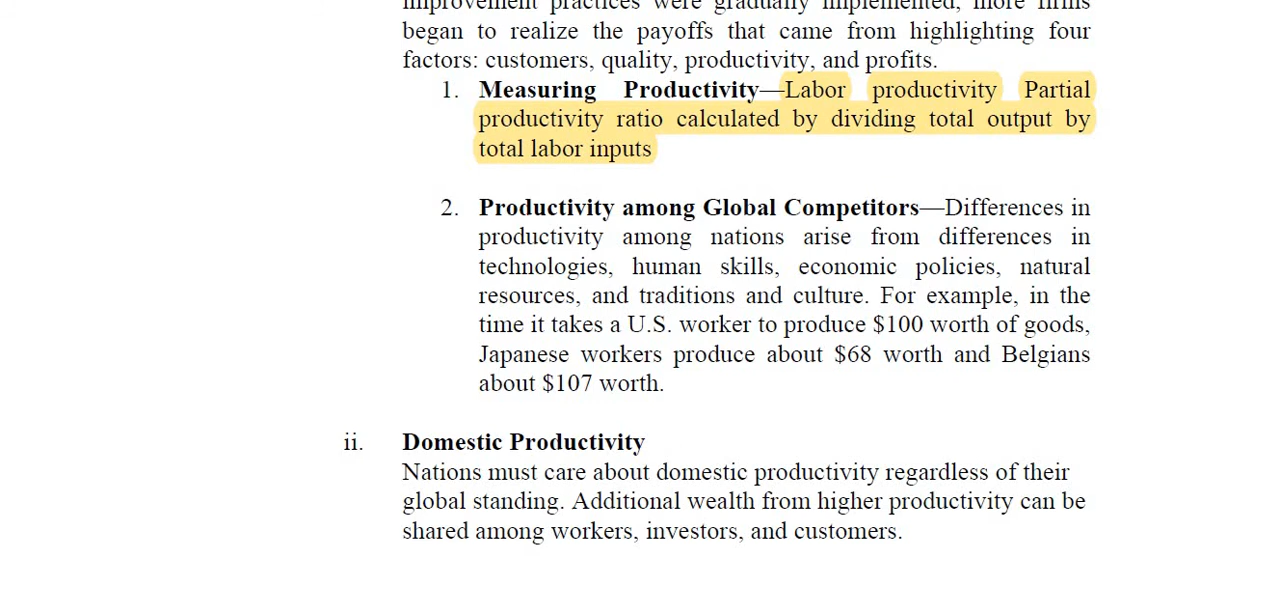 improvement practices were gradually implemented, more firms
began to realize the payoffs that came from highlighting four
factors: customers, quality, productivity, and profits.
1. Measuring Productivity—Labor productivity Partial
productivity ratio calculated by dividing total output by
total labor inputs
2. Productivity among Global Competitors—Differences in
productivity among nations arise from differences in
technologies, human skills, economic policies, natural
resources, and traditions and culture. For example, in the
time it takes a U.S. worker to produce $100 worth of goods,
Japanese workers produce about $68 worth and Belgians
about $107 worth.
ii. Domestic Productivity
Nations must care about domestic productivity regardless of their
global standing. Additional wealth from higher productivity can be
shared among workers, investors, and customers.